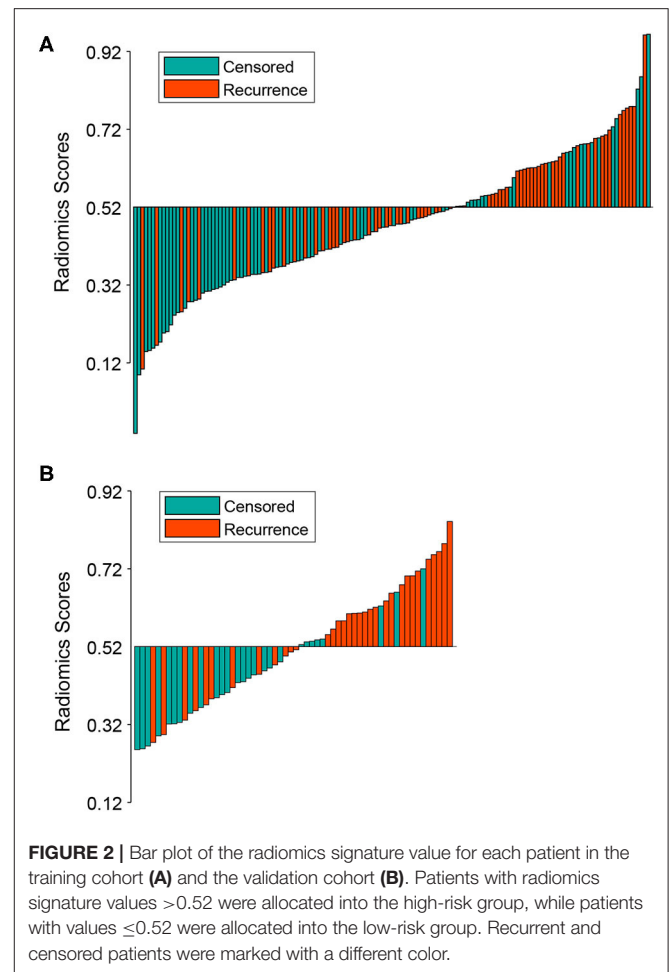 A
0.92
0.72
0.52
0.32
0.12
Radiomics Scores
Censored
Recurrence
B
0.92
0.72
0.52
0.32
0.12
Radiomics Scores
Censored
Recurrence
FIGURE 2 | Bar plot of the radiomics signature value for each patient in the
training cohort (A) and the validation cohort (B). Patients with radiomics
signature values >0.52 were allocated into the high-risk group, while patients
with values ≤0.52 were allocated into the low-risk group. Recurrent and
censored patients were marked with a different color.